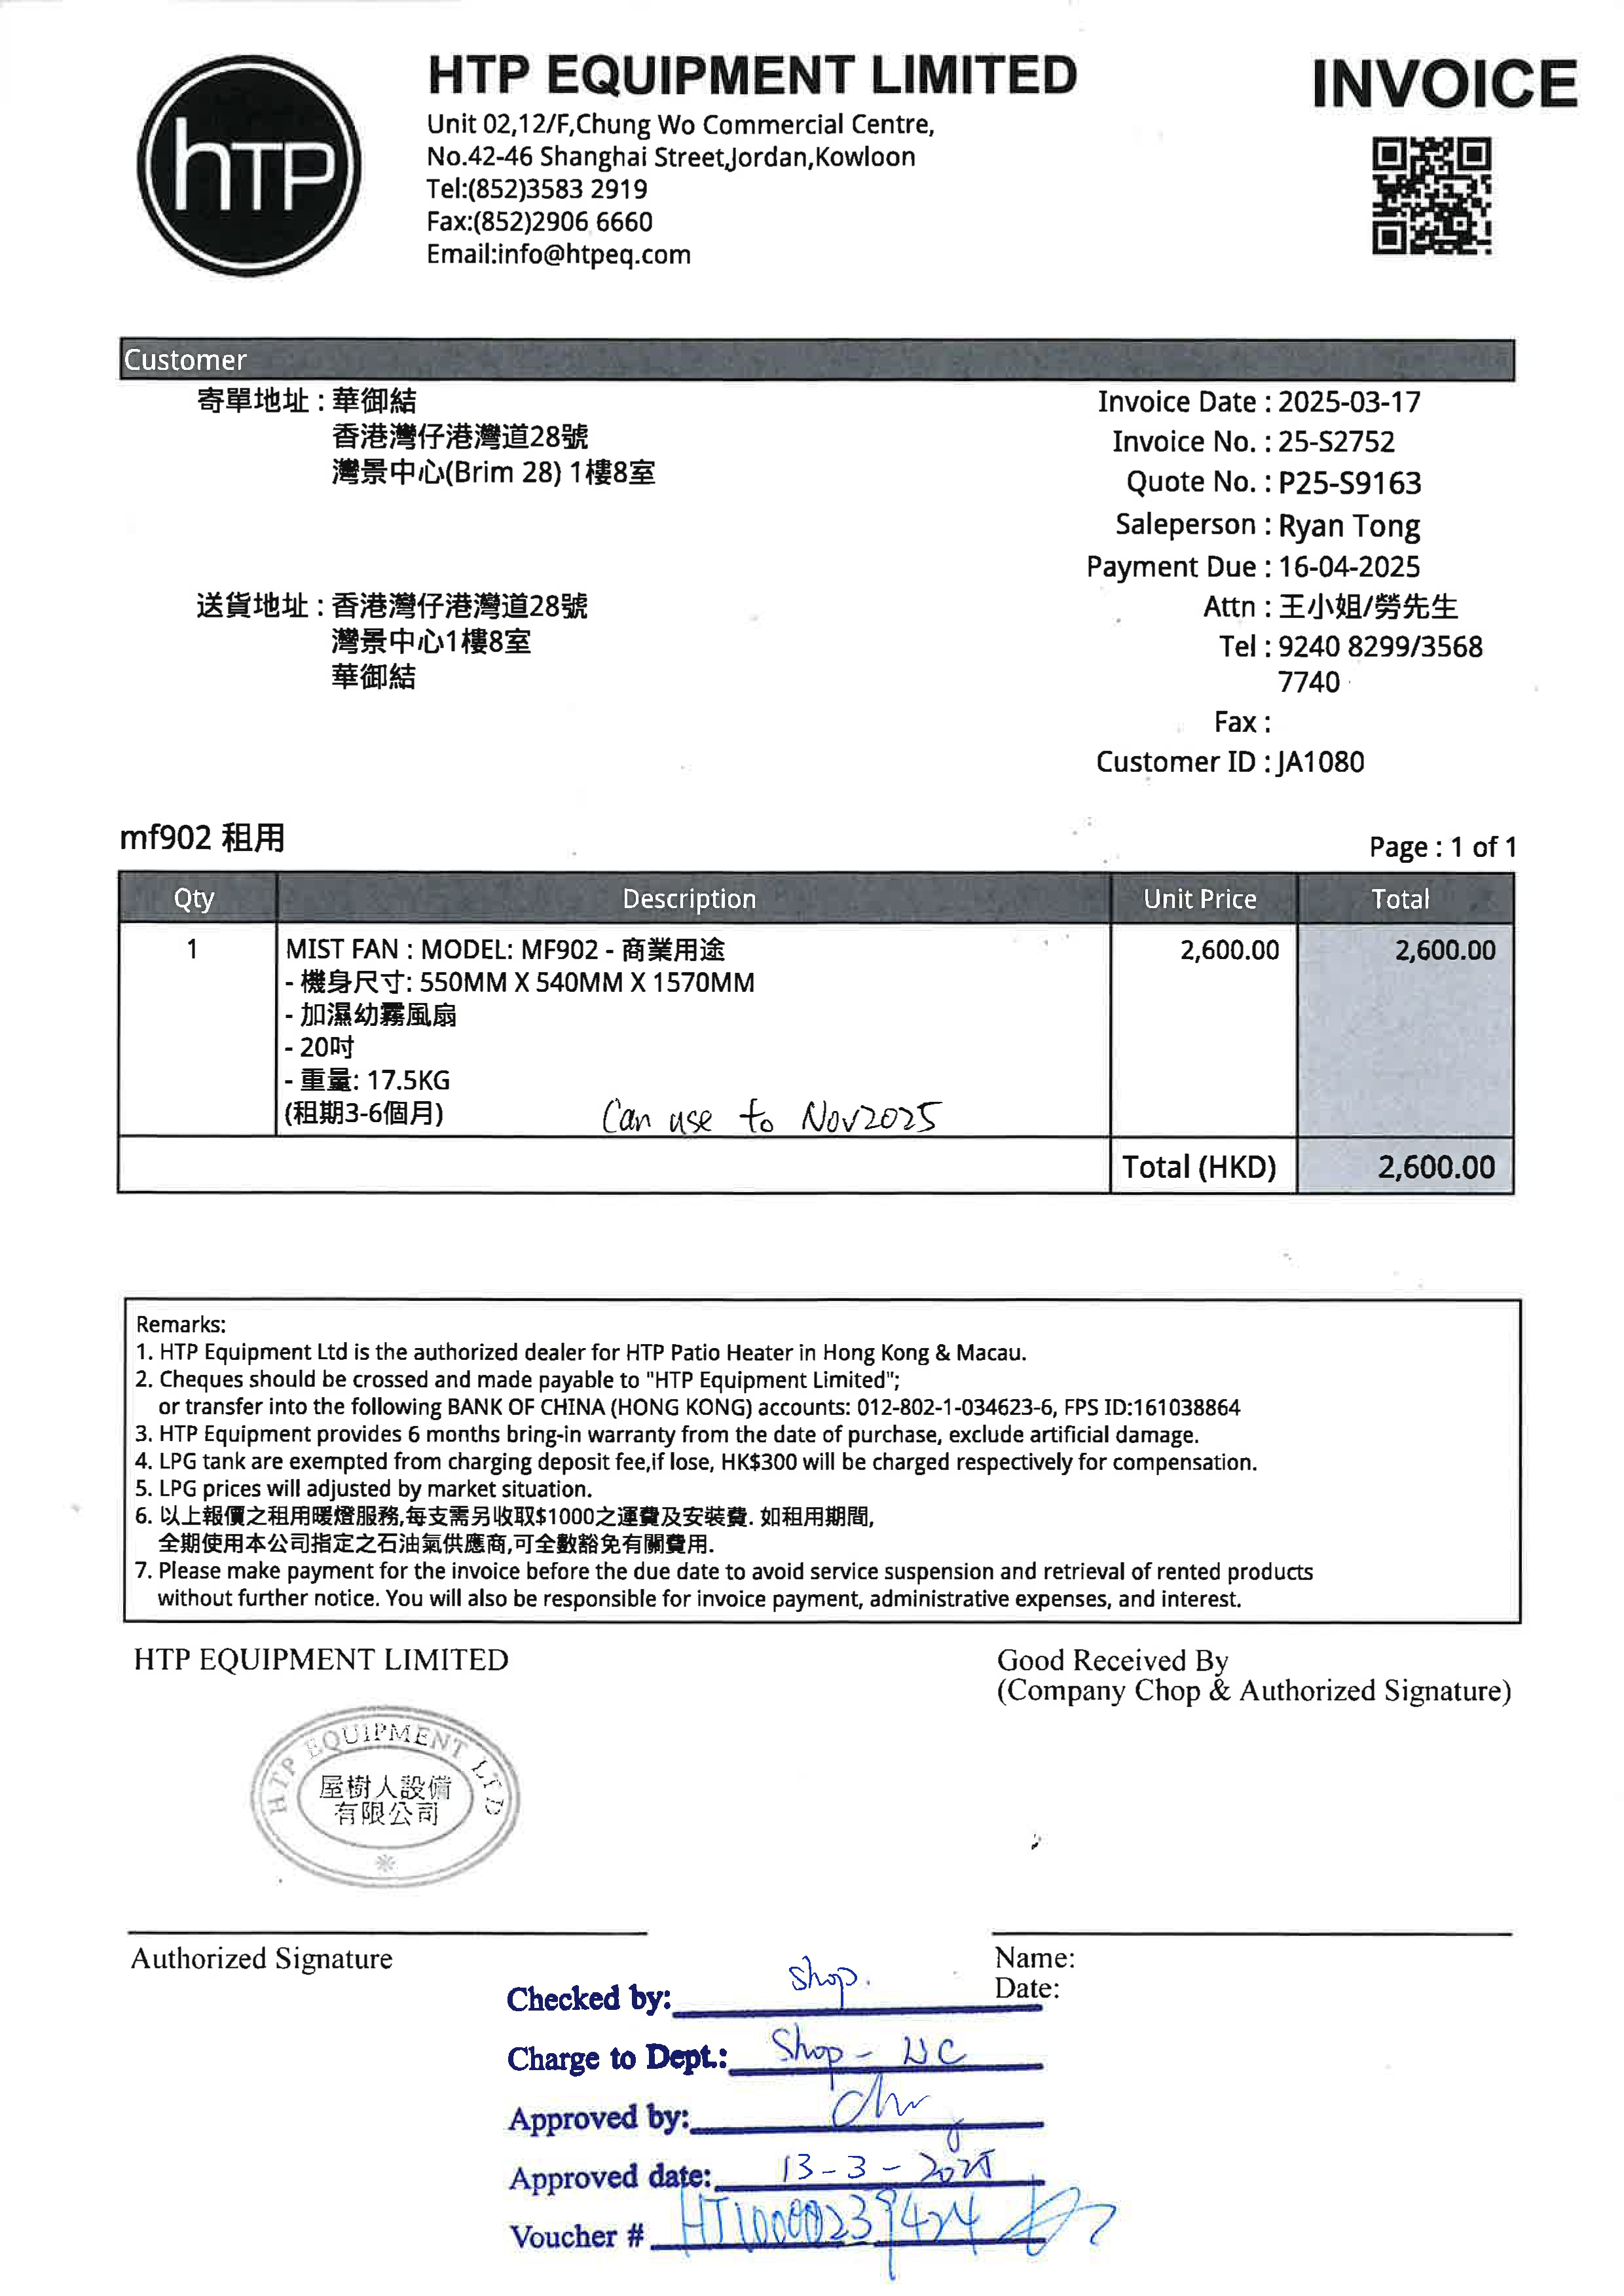 hTP
HTP EQUIPMENT LIMITED
Unit 02,12/F,Chung Wo Commercial Centre,
No.42-46 Shanghai Street,Jordan,Kowloon
Tel:(852)3583 2919
Fax:(852)2906 6660
Email:info@htpeq.com
INVOICE
Customer
寄單地址 : 華御結
香港灣仔港灣道28號
灣景中心(Brim 28) 1樓8室
送貨地址 : 香港灣仔港灣道28號
灣景中心1樓8室
華御結
Invoice Date : 2025-03-17
Invoice No. : 25-S2752
Quote No. : P25-S9163
Saleperson : Ryan Tong
Payment Due : 16-04-2025
Attn : 王小姐/勞先生
Tel : 9240 8299/3568
7740
Fax :
Customer ID : JA1080
mf902 租用
Page : 1 of 1
Qty Description Unit Price Total
1 MIST FAN : MODEL: MF902 - 商業用途 2,600.00 2,600.00
- 機身尺寸: 550MM X 540MM X 1570MM
- 加濕幼霧風扇
- 20吋
- 重量: 17.5KG
(租期3-6個月) Can use to Nov2025
Total (HKD) 2,600.00
Remarks:
1. HTP Equipment Ltd is the authorized dealer for HTP Patio Heater in Hong Kong & Macau.
2. Cheques should be crossed and made payable to "HTP Equipment Limited";
or transfer into the following BANK OF CHINA (HONG KONG) accounts: 012-802-1-034623-6, FPS ID:161038864
3. HTP Equipment provides 6 months bring-in warranty from the date of purchase, exclude artificial damage.
4. LPG tank are exempted from charging deposit fee,if lose, HK$300 will be charged respectively for compensation.
5. LPG prices will adjusted by market situation.
6. 以上報價之租用暖燈服務,每支需另收取$1000之運費及安裝費. 如租用期間,
全期使用本公司指定之石油氣供應商,可全數豁免有關費用.
7. Please make payment for the invoice before the due date to avoid service suspension and retrieval of rented products
without further notice. You will also be responsible for invoice payment, administrative expenses, and interest.
HTP EQUIPMENT LIMITED
Good Received By
(Company Chop & Authorized Signature)
HTP EQUIPMENT LTD
屋樹人設備
有限公司
Authorized Signature
Name:
Date:
Checked by: Shop.
Charge to Dept.: Shop - WC
Approved by:
Approved date: 13-3-2025
Voucher #